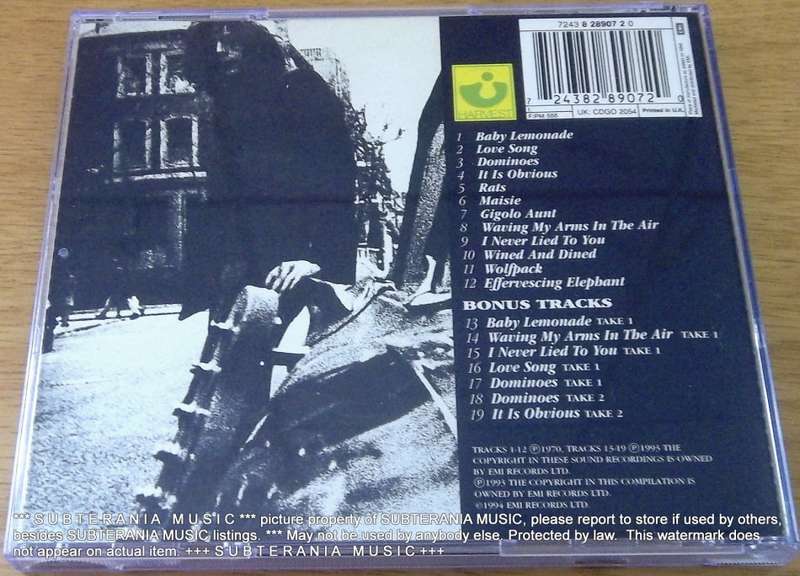 7243 8 28907 2 0
7 24382 89072 0
F:PM 566
UK: CDGO 2054
Printed in U.K.
HARVEST
1 Baby Lemonade
2 Love Song
3 Dominoes
4 It Is Obvious
5 Rats
6 Maisie
7 Gigolo Aunt
8 Waving My Arms In The Air
9 I Never Lied To You
10 Wined And Dined
11 Wolfpack
12 Effervescing Elephant
BONUS TRACKS
13 Baby Lemonade TAKE 1
14 Waving My Arms In The Air TAKE 1
15 I Never Lied To You TAKE 1
16 Love Song TAKE 1
17 Dominoes TAKE 1
18 Dominoes TAKE 2
19 It Is Obvious TAKE 2
TRACKS 1-12 ℗1970, TRACKS 13-19 ℗1993 THE
COPYRIGHT IN THESE SOUND RECORDINGS IS OWNED
BY EMI RECORDS LTD.
℗1993 THE COPYRIGHT IN THIS COMPILATION IS
OWNED BY EMI RECORDS LTD.
©1994 EMI RECORDS LTD.
*** S U B T E R A N I A M U S I C *** picture property of SUBTERANIA MUSIC, please report to store if used by others,
besides SUBTERANIA MUSIC listings. *** May not be used by anybody else. Protected by law. This watermark does
not appear on actual item. +++ S U B T E R A N I A M U S I C +++